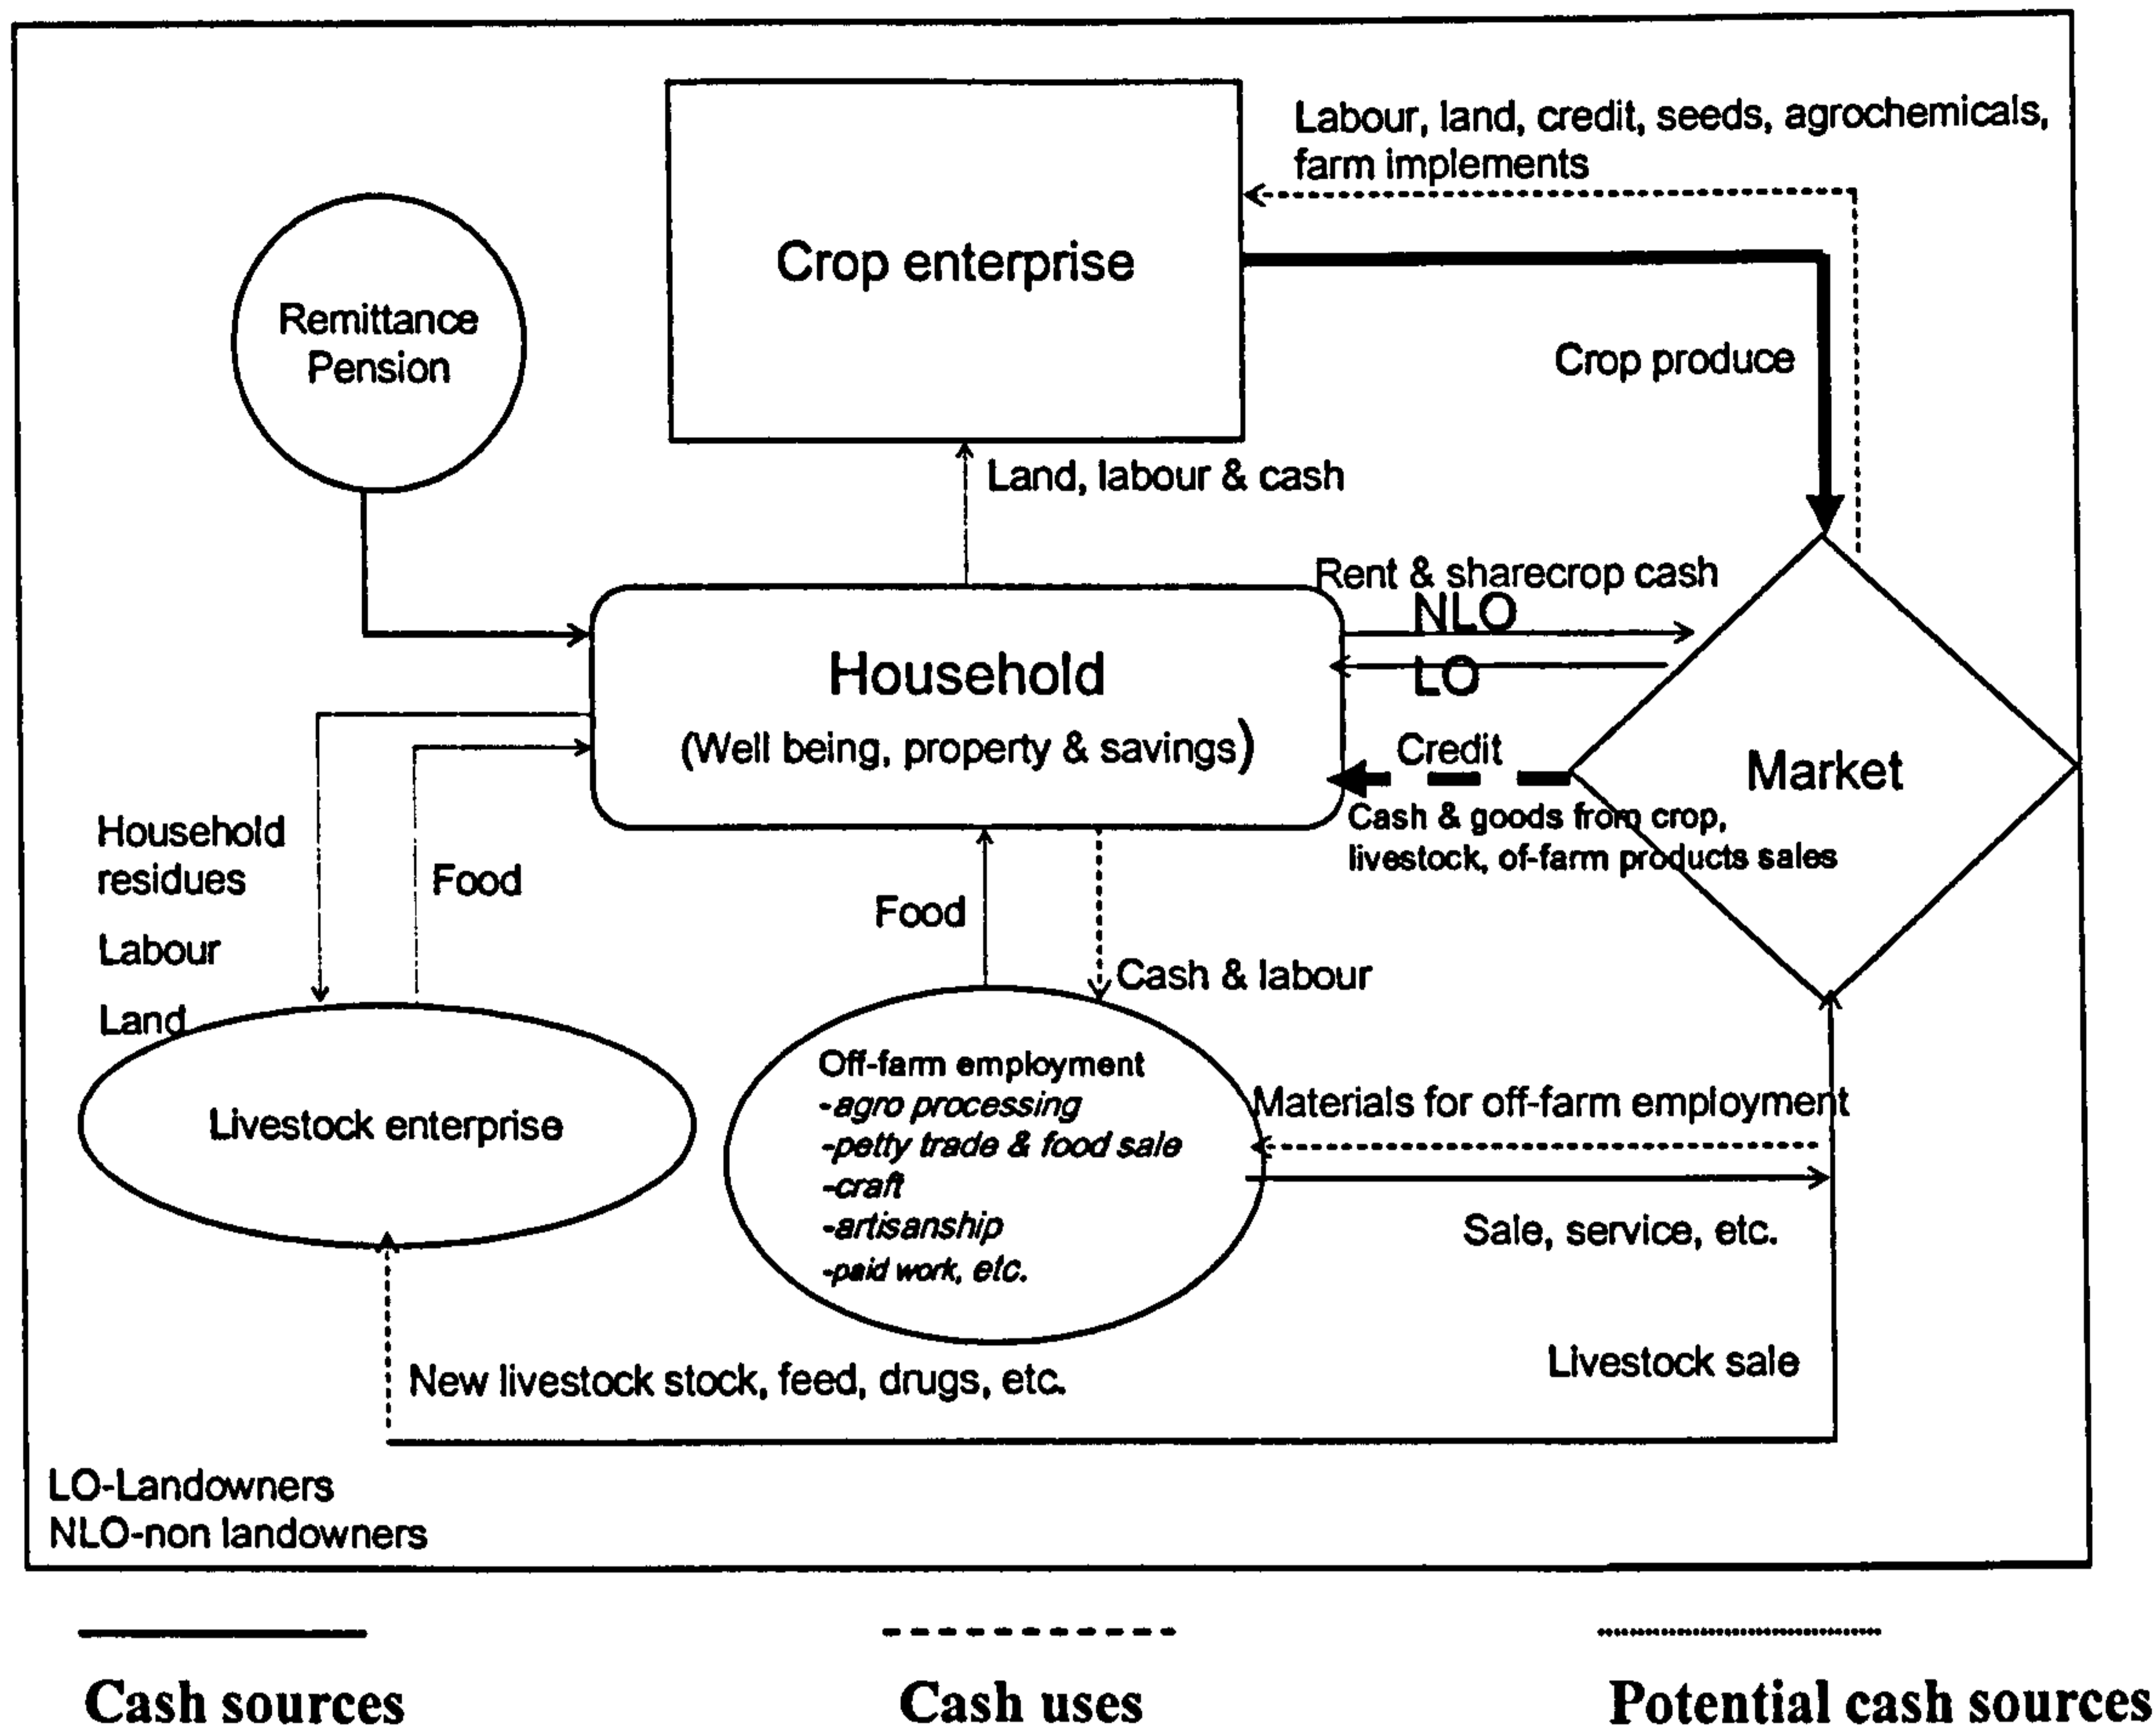 Labour, land, credit, seeds, agrochemicals,
farm implements
Crop enterprise
Remittance
Pension
Crop produce
Land, labour & cash
Rent & sharecrop cash
NLO
LO
Household
(Well being, property & savings)
Credit
Market
Cash & goods from crop,
livestock, of-farm products sales
Household
residues
Labour
Land
Food
Food
Cash & labour
Livestock enterprise
Off-farm employment
-agro processing
-petty trade & food sale
-craft
-artisanship
-paid work, etc.
Materials for off-farm employment
Sale, service, etc.
Livestock sale
New livestock stock, feed, drugs, etc.
LO-Landowners
NLO-non landowners
Cash sources
Cash uses
Potential cash sources